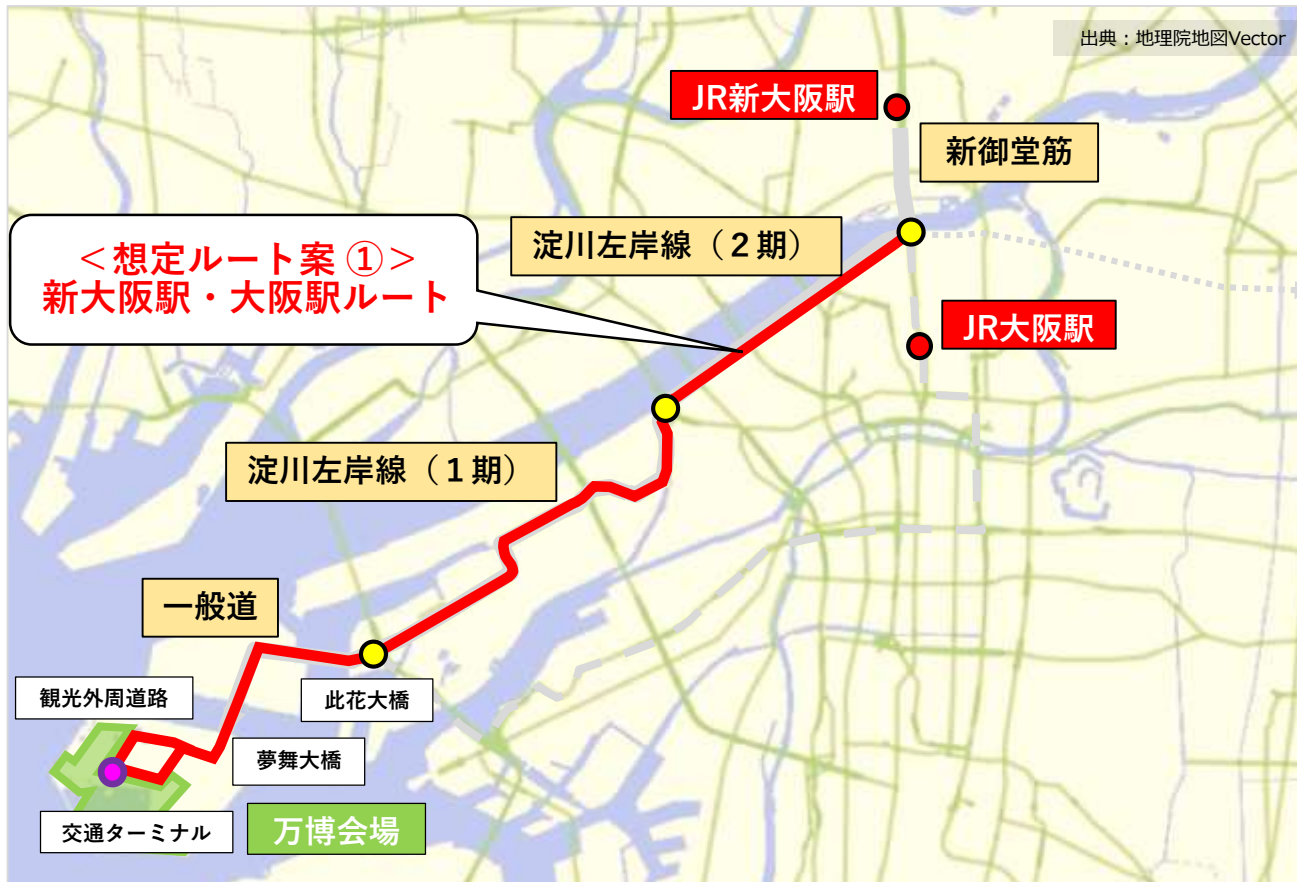 出典：地理院地図Vector
JR新大阪駅
新御堂筋
淀川左岸線（２期）
＜想定ルート案 ①＞
新大阪駅・大阪駅ルート
JR大阪駅
淀川左岸線（１期）
一般道
観光外周道路
此花大橋
夢舞大橋
交通ターミナル
万博会場